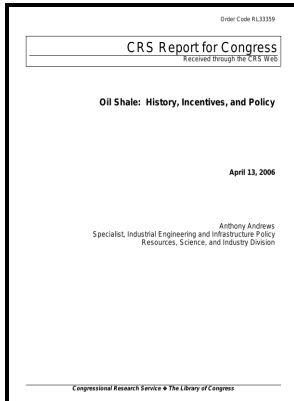 Order Code RL33359
CRS Report for Congress
Received through the CRS Web
Oil Shale: History, Incentives, and Policy
April 13, 2006
Anthony Andrews
Specialist, Industrial Engineering and Infrastructure Policy
Resources, Science, and Industry Division
Congressional Research Service ❖ The Library of Congress